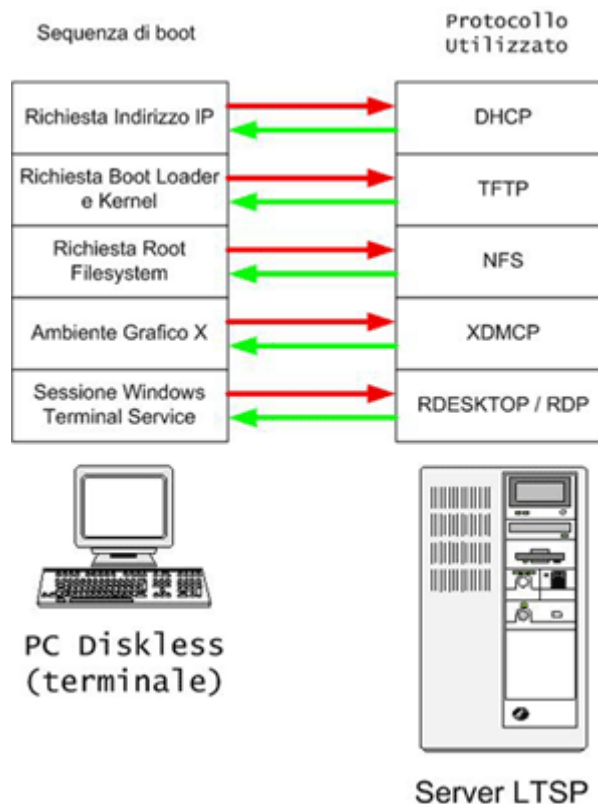 Sequenza di boot
Protocollo
Utilizzato
Richiesta Indirizzo IP
DHCP
Richiesta Boot Loader
e Kernel
TFTP
Richiesta Root
Filesystem
NFS
Ambiente Grafico X
XDMCP
Sessione Windows
Terminal Service
RDESKTOP / RDP
PC Diskless
(terminale)
Server LTSP